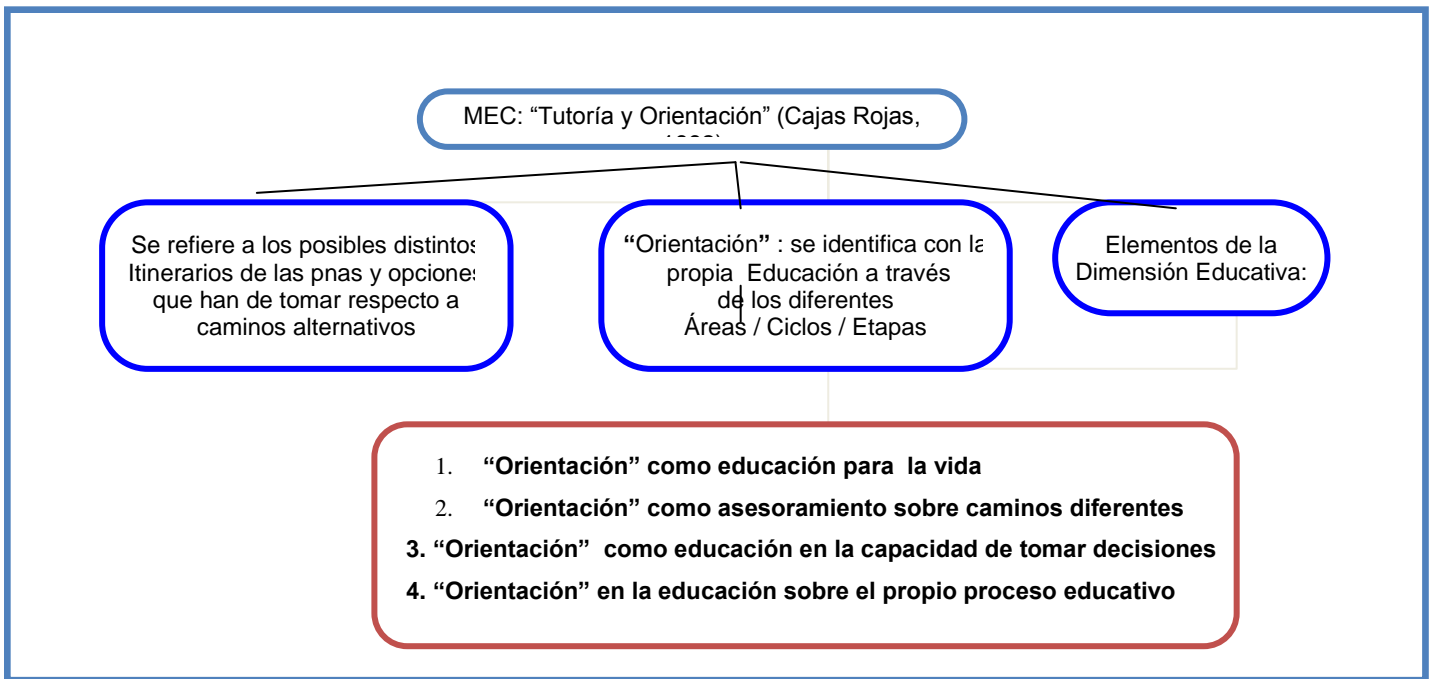 MEC: “Tutoría y Orientación” (Cajas Rojas,
Se refiere a los posibles distintos
Itinerarios de las pnas y opciones
que han de tomar respecto a
caminos alternativos
“Orientación” : se identifica con la
propia Educación a través
de los diferentes
Áreas / Ciclos / Etapas
Elementos de la
Dimensión Educativa:
1. “Orientación” como educación para la vida
2. “Orientación” como asesoramiento sobre caminos diferentes
3. “Orientación” como educación en la capacidad de tomar decisiones
4. “Orientación” en la educación sobre el propio proceso educativo